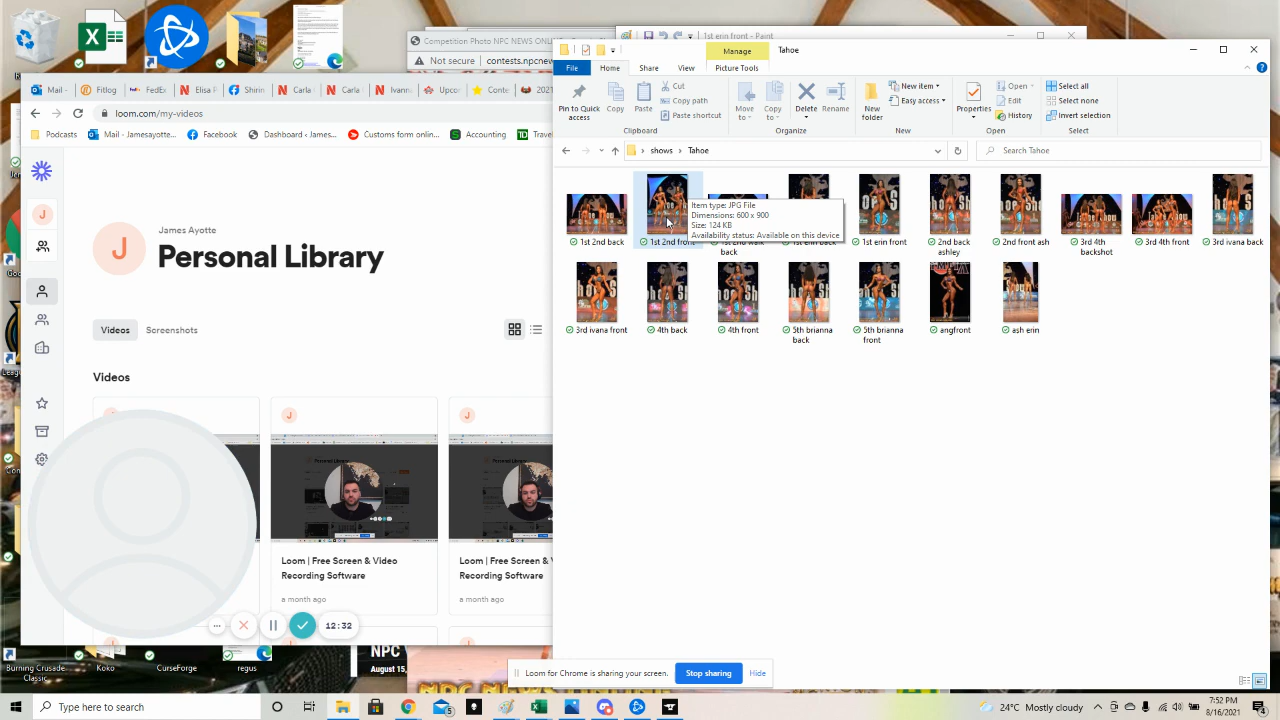 1st erin front - Paint
Competition Photo NPC NEWS ONLINE
Not secure
contests.npcnew
Manage
Tahoe
File
Home
Share
View
Picture Tools
Pin to Quick access
Copy
Paste
Cut
Copy path
Paste shortcut
Clipboard
Move to
Copy to
Delete
Rename
Organize
New folder
New item
Easy access
New
Properties
Open
Edit
History
Open
Select all
Select none
Invert selection
Select
shows
Tahoe
Search Tahoe
1st 2nd back
1st 2nd front
back
1st erin front
2nd back ashley
2nd front ash
3rd 4th backshot
3rd 4th front
3rd ivana back
Item type: JPG File
Dimensions: 600 x 900
Size: 124 KB
Availability status: Available on this device
3rd ivana front
4th back
4th front
5th brianna back
5th brianna front
angfront
ash erin
Mail -
Fitlog
FedEx
Elisa
Shirin
Carla
Carla
Ivann
Upcor
Conte
2021
loom.com/my-videos
Podcasts
Mail - Jamesayotte...
Facebook
Dashboard ‹ James...
Customs form onlin...
Accounting
TD
Trave
J
J
James Ayotte
Personal Library
Videos
Screenshots
Videos
J
J
Loom | Free Screen & Video
Recording Software
a month ago
Loom | Free Screen & Vide
Recording Software
a month ago
12:32
Burning Crusade Classic
Koko
CurseForge
regus
NPC
August 15,
Loom for Chrome is sharing your screen.
Stop sharing
Hide
Type here to search
24°C Mostly cloudy
7:52 PM
8/16/2021